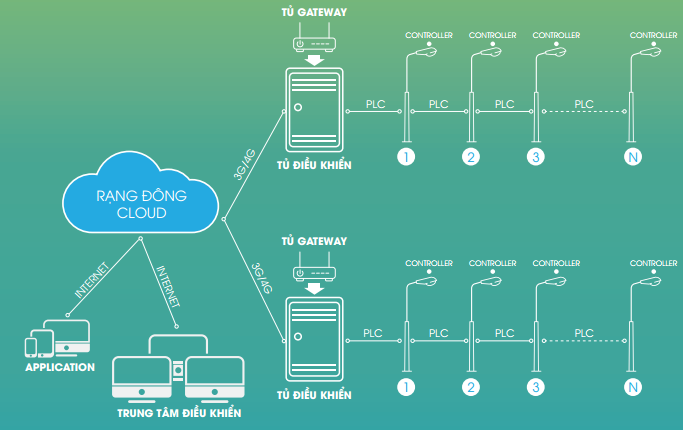 TỦ GATEWAY
CONTROLLER CONTROLLER CONTROLLER CONTROLLER
PLC PLC PLC PLC
3G/4G
TỦ ĐIỀU KHIỂN
1 2 3 N
RẠNG ĐÔNG
CLOUD
TỦ GATEWAY
CONTROLLER CONTROLLER CONTROLLER CONTROLLER
3G/4G
INTERNET INTERNET
PLC PLC PLC PLC
APPLICATION
TỦ ĐIỀU KHIỂN
1 2 3 N
TRUNG TÂM ĐIỀU KHIỂN